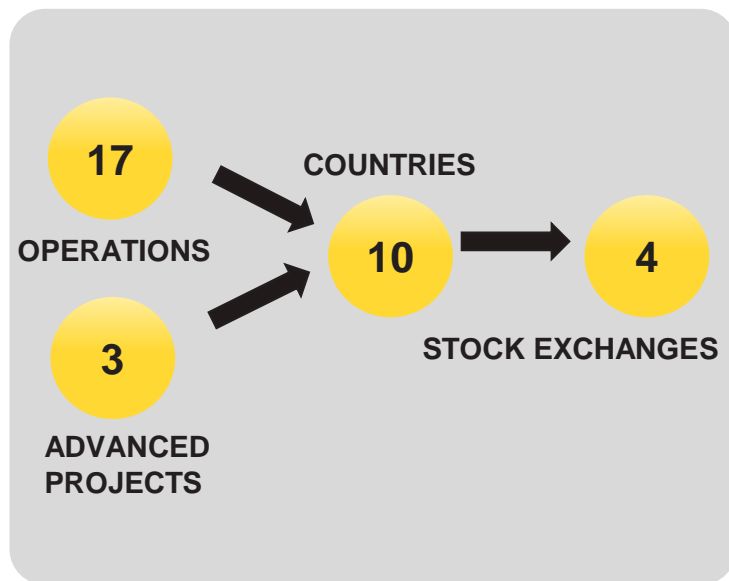 17
OPERATIONS
3
ADVANCED
PROJECTS
COUNTRIES
10
4
STOCK EXCHANGES